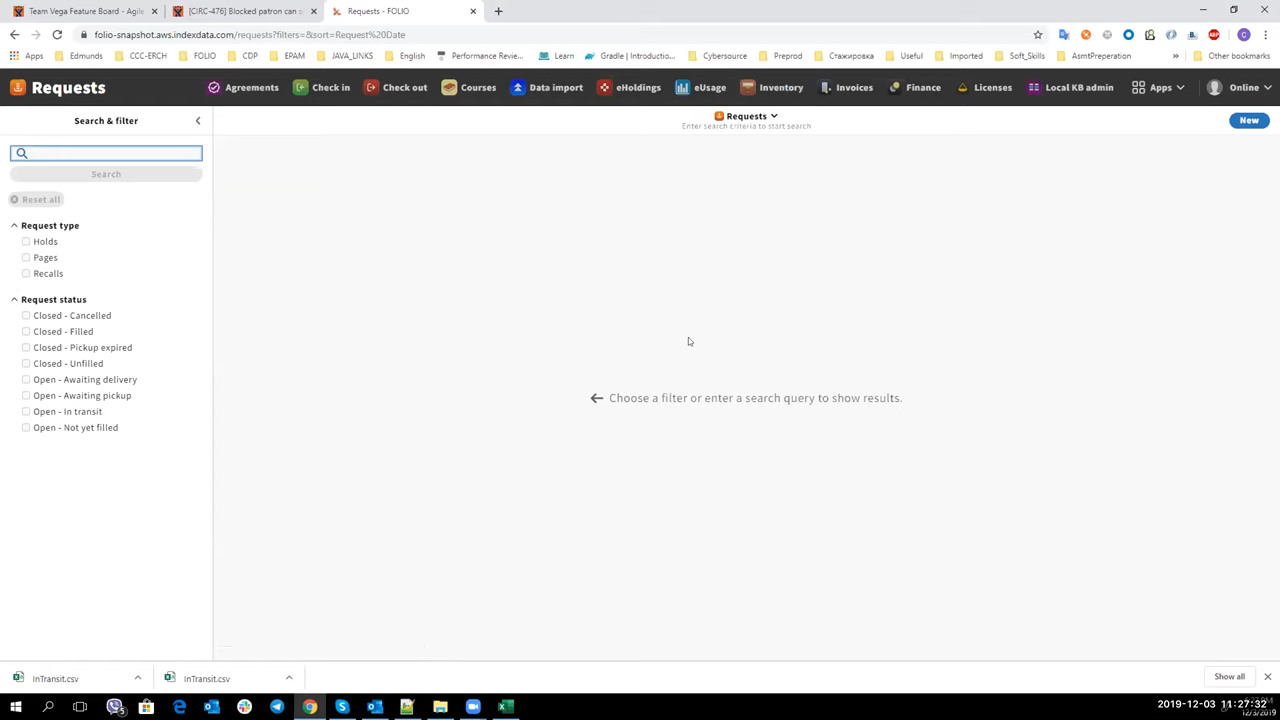 Team Vega Feature Board - Agile
[CIRC-476] Blocked patron can s
Requests - FOLIO
folio-snapshot.aws.indexdata.com/requests?filters=&sort=Request%20Date
Apps Edmunds CCC-ERCH FOLIO CDP EPAM JAVA_LINKS English Performance Revie... Learn Gradle | Introductio... Cybersource Preprod Стажировка Useful Imported Soft_Skills AsmtPreperation » Other bookmarks
Requests Agreements Check in Check out Courses Data import eHoldings eUsage Inventory Invoices Finance Licenses Local KB admin Apps Online
Search & filter
Requests
Enter search criteria to start search
New
Search
Reset all
Request type
Holds
Pages
Recalls
Request status
Closed - Cancelled
Closed - Filled
Closed - Pickup expired
Closed - Unfilled
Open - Awaiting delivery
Open - Awaiting pickup
Open - In transit
Open - Not yet filled
Choose a filter or enter a search query to show results.
InTransit.csv
InTransit.csv
Show all
2019-12-03 11:27:32
12/3/2019